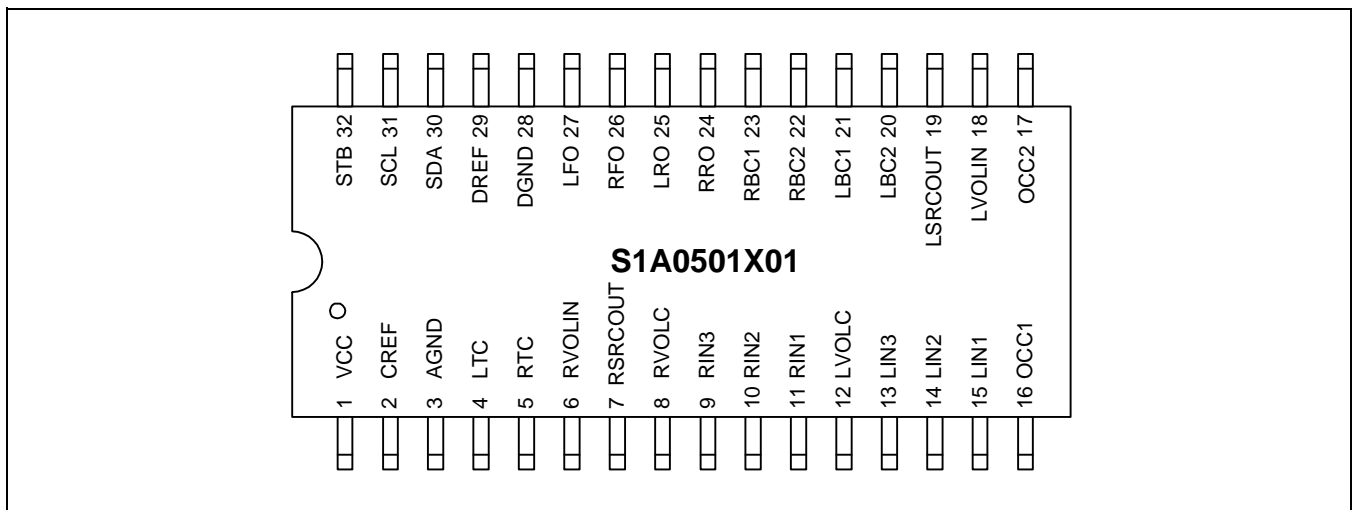 STB 32
SCL 31
SDA 30
DREF 29
DGND 28
LFO 27
RFO 26
LRO 25
RRO 24
RBC1 23
RBC2 22
LBC1 21
LBC2 20
LSRCOUT 19
LVOLIN 18
OCC2 17
S1A0501X01
1 VCC
2 CREF
3 AGND
4 LTC
5 RTC
6 RVOLIN
7 RSRCOUT
8 RVOLC
9 RIN3
10 RIN2
11 RIN1
12 LVOLC
13 LIN3
14 LIN2
15 LIN1
16 OCC1